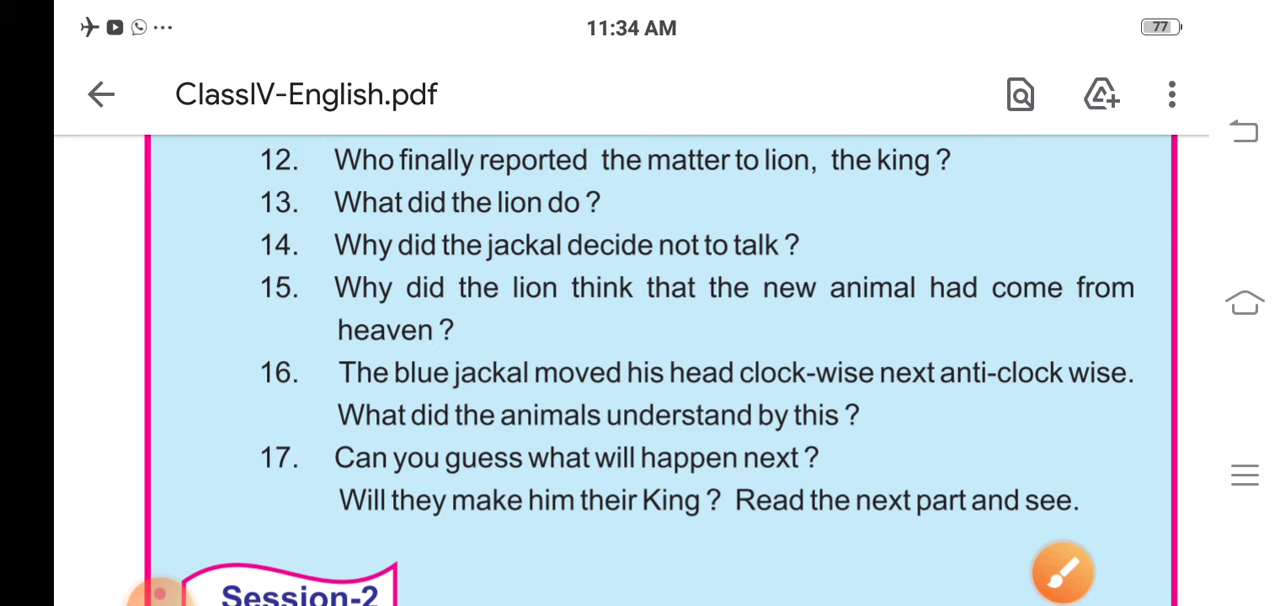 11:34 AM
77
ClassIV-English.pdf
12. Who finally reported the matter to lion, the king ?
13. What did the lion do ?
14. Why did the jackal decide not to talk ?
15. Why did the lion think that the new animal had come from
heaven ?
16. The blue jackal moved his head clock-wise next anti-clock wise.
What did the animals understand by this ?
17. Can you guess what will happen next ?
Will they make him their King ? Read the next part and see.
Session-2